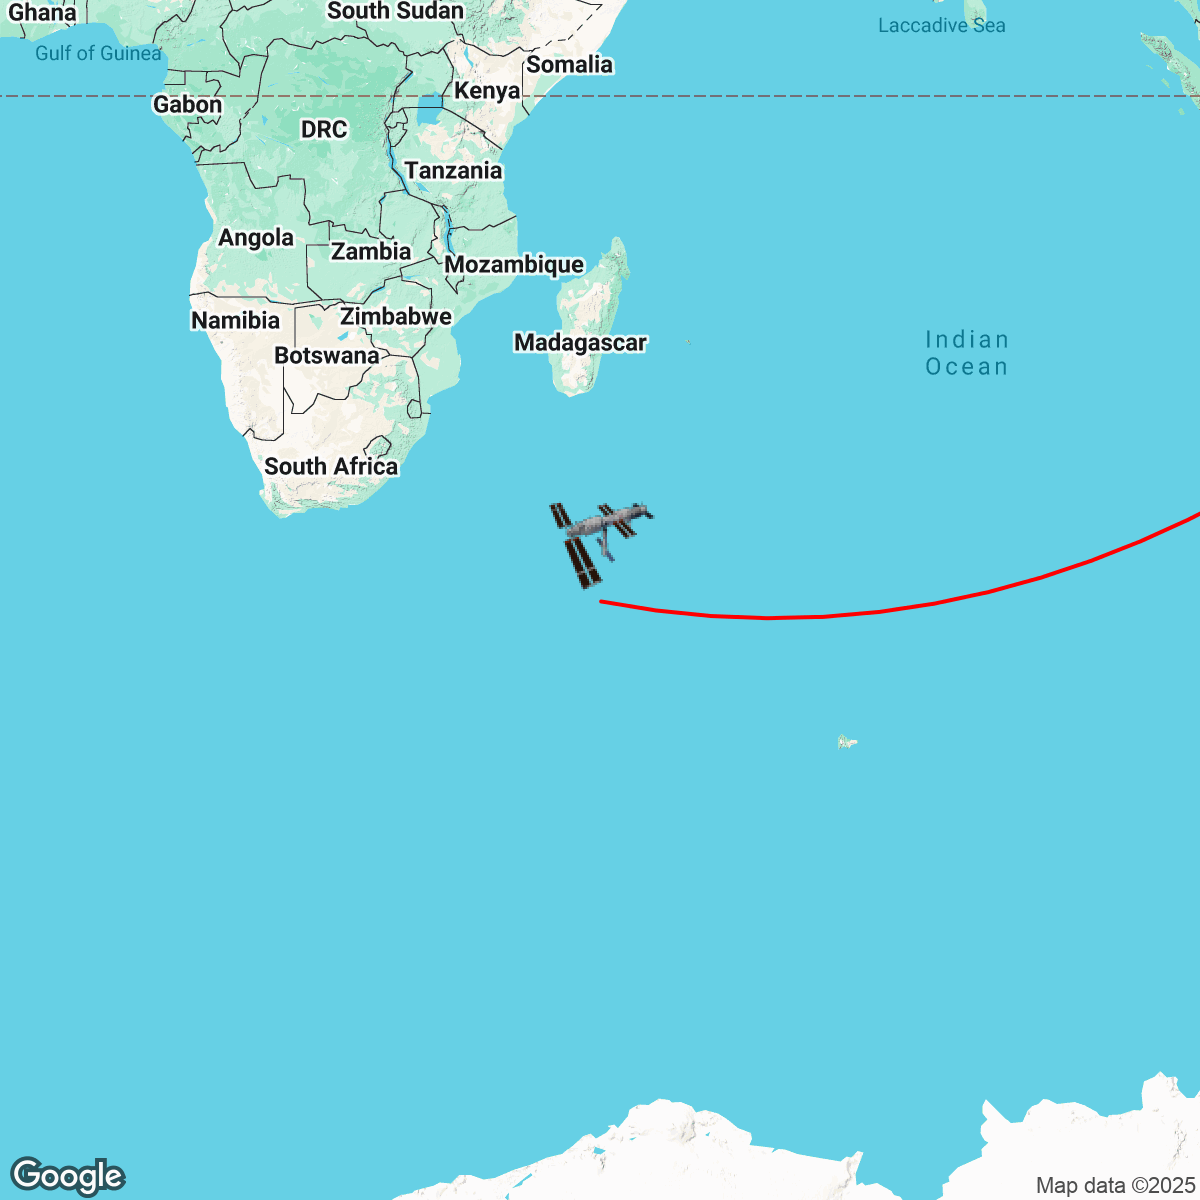 Ghana
South Sudan
Laccadive Sea
Gulf of Guinea
Somalia
Kenya
Gabon
DRC
Tanzania
Angola
Zambia
Mozambique
Namibia
Zimbabwe
Madagascar
Indian
Ocean
Botswana
South Africa
Google
Map data ©2025